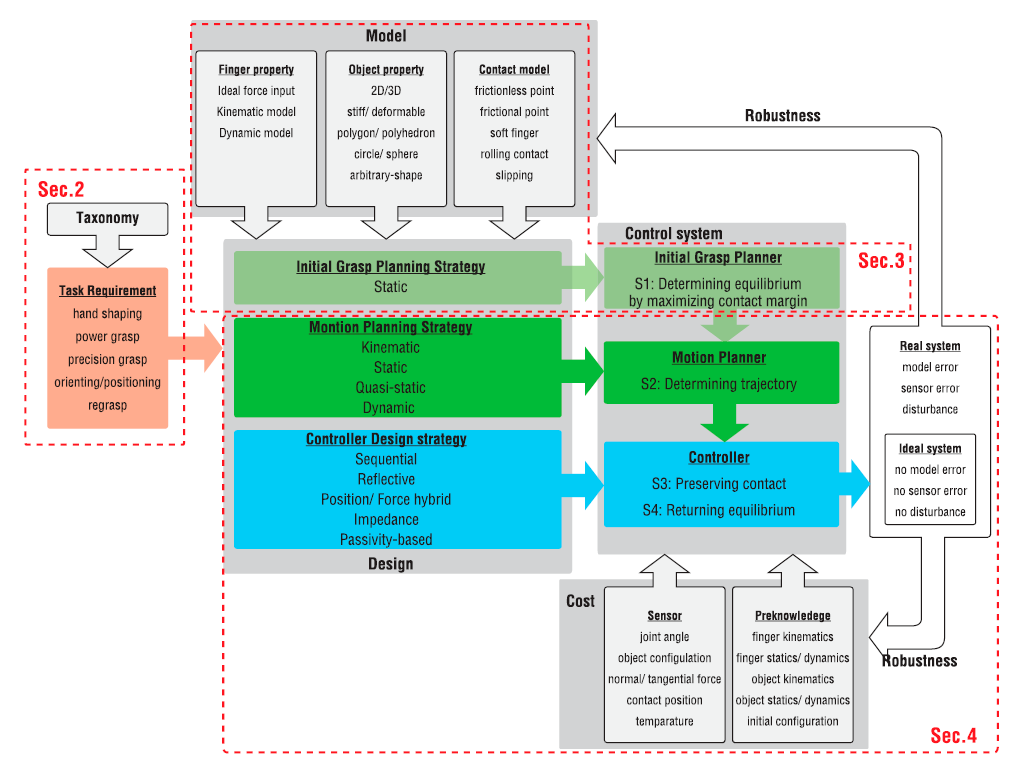 Model
Finger property
Ideal force input
Kinematic model
Dynamic model
Object property
2D/3D
stiff/ deformable
polygon/ polyhedron
circle/ sphere
arbitrary-shape
Contact model
frictionless point
frictional point
soft finger
rolling contact
slipping
Robustness
Sec.2
Taxonomy
Task Requirement
hand shaping
power grasp
precision grasp
orienting/positioning
regrasp
Control system
Sec.3
Initial Grasp Planning Strategy
Static
Initial Grasp Planner
S1: Determining equilibrium
by maximizing contact margin
Montion Planning Strategy
Kinematic
Static
Quasi-static
Dynamic
Motion Planner
S2: Determining trajectory
Controller Design strategy
Sequential
Reflective
Position/ Force hybrid
Impedance
Passivity-based
Design
Controller
S3: Preserving contact
S4: Returning equilibrium
Real system
model error
sensor error
disturbance
Ideal system
no model error
no sensor error
no disturbance
Cost
Sensor
joint angle
object configulation
normal/ tangential force
contact position
temparature
Preknowledege
finger kinematics
finger statics/ dynamics
object kinematics
object statics/ dynamics
initial configuration
Robustness
Sec.4